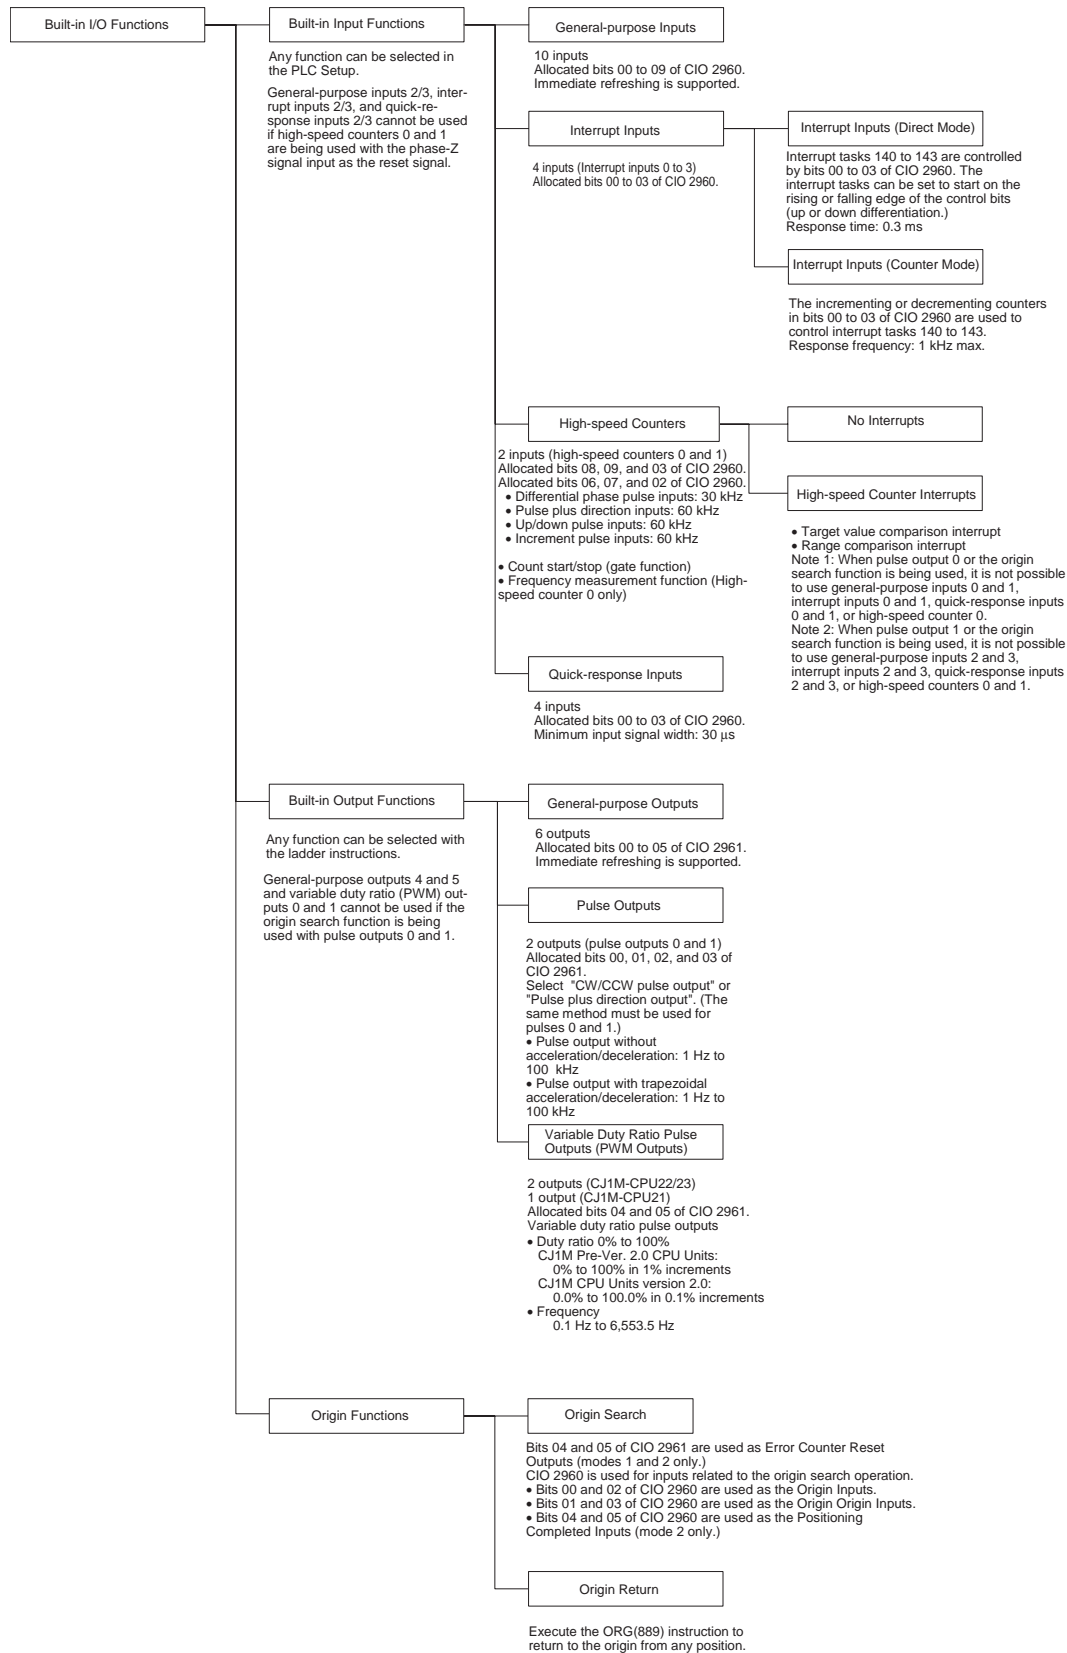 Built-in I/O Functions
Built-in Input Functions
Any function can be selected in
the PLC Setup.
General-purpose inputs 2/3, inter-
rupt inputs 2/3, and quick-re-
sponse inputs 2/3 cannot be used
if high-speed counters 0 and 1
are being used with the phase-Z
signal input as the reset signal.
General-purpose Inputs
10 inputs
Allocated bits 00 to 09 of CIO 2960.
Immediate refreshing is supported.
Interrupt Inputs
4 inputs (Interrupt inputs 0 to 3)
Allocated bits 00 to 03 of CIO 2960.
Interrupt Inputs (Direct Mode)
Interrupt tasks 140 to 143 are controlled
by bits 00 to 03 of CIO 2960. The
interrupt tasks can be set to start on the
rising or falling edge of the control bits
(up or down differentiation.)
Response time: 0.3 ms
Interrupt Inputs (Counter Mode)
The incrementing or decrementing counters
in bits 00 to 03 of CIO 2960 are used to
control interrupt tasks 140 to 143.
Response frequency: 1 kHz max.
High-speed Counters
2 inputs (high-speed counters 0 and 1)
Allocated bits 08, 09, and 03 of CIO 2960.
Allocated bits 06, 07, and 02 of CIO 2960.
• Differential phase pulse inputs: 30 kHz
• Pulse plus direction inputs: 60 kHz
• Up/down pulse inputs: 60 kHz
• Increment pulse inputs: 60 kHz
• Count start/stop (gate function)
• Frequency measurement function (High-
speed counter 0 only)
No Interrupts
High-speed Counter Interrupts
• Target value comparison interrupt
• Range comparison interrupt
Note 1: When pulse output 0 or the origin
search function is being used, it is not possible
to use general-purpose inputs 0 and 1,
interrupt inputs 0 and 1, quick-response inputs
0 and 1, or high-speed counter 0.
Note 2: When pulse output 1 or the origin
search function is being used, it is not possible
to use general-purpose inputs 2 and 3,
interrupt inputs 2 and 3, quick-response inputs
2 and 3, or high-speed counters 0 and 1.
Quick-response Inputs
4 inputs
Allocated bits 00 to 03 of CIO 2960.
Minimum input signal width: 30 μs
Built-in Output Functions
Any function can be selected with
the ladder instructions.
General-purpose outputs 4 and 5
and variable duty ratio (PWM) out-
puts 0 and 1 cannot be used if the
origin search function is being
used with pulse outputs 0 and 1.
General-purpose Outputs
6 outputs
Allocated bits 00 to 05 of CIO 2961.
Immediate refreshing is supported.
Pulse Outputs
2 outputs (pulse outputs 0 and 1)
Allocated bits 00, 01, 02, and 03 of
CIO 2961.
Select "CW/CCW pulse output" or
"Pulse plus direction output". (The
same method must be used for
pulses 0 and 1.)
• Pulse output without
acceleration/deceleration: 1 Hz to
100 kHz
• Pulse output with trapezoidal
acceleration/deceleration: 1 Hz to
100 kHz
Variable Duty Ratio Pulse
Outputs (PWM Outputs)
2 outputs (CJ1M-CPU22/23)
1 output (CJ1M-CPU21)
Allocated bits 04 and 05 of CIO 2961.
Variable duty ratio pulse outputs
• Duty ratio 0% to 100%
CJ1M Pre-Ver. 2.0 CPU Units:
0% to 100% in 1% increments
CJ1M CPU Units version 2.0:
0.0% to 100.0% in 0.1% increments
• Frequency
0.1 Hz to 6,553.5 Hz
Origin Functions
Origin Search
Bits 04 and 05 of CIO 2961 are used as Error Counter Reset
Outputs (modes 1 and 2 only.)
CIO 2960 is used for inputs related to the origin search operation.
• Bits 00 and 02 of CIO 2960 are used as the Origin Inputs.
• Bits 01 and 03 of CIO 2960 are used as the Origin Origin Inputs.
• Bits 04 and 05 of CIO 2960 are used as the Positioning
Completed Inputs (mode 2 only.)
Origin Return
Execute the ORG(889) instruction to
return to the origin from any position.